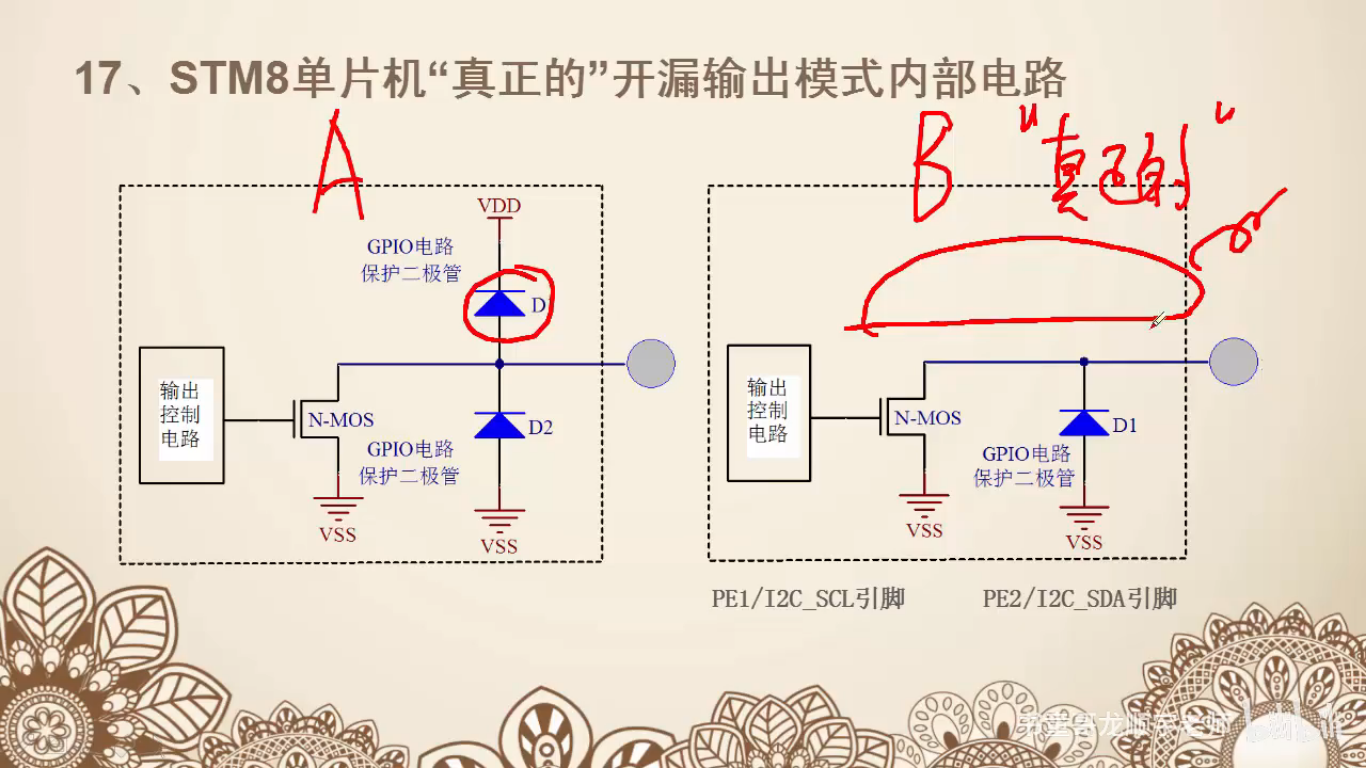 17、STM8单片机“真正的”开漏输出模式内部电路
A
B
“真正的”
VDD
GPIO电路
保护二极管
D
输出
控制
电路
N-MOS
GPIO电路
保护二极管
D2
VSS
VSS
输出
控制
电路
N-MOS
D1
GPIO电路
保护二极管
VSS
VSS
PE1/I2C_SCL引脚
PE2/I2C_SDA引脚